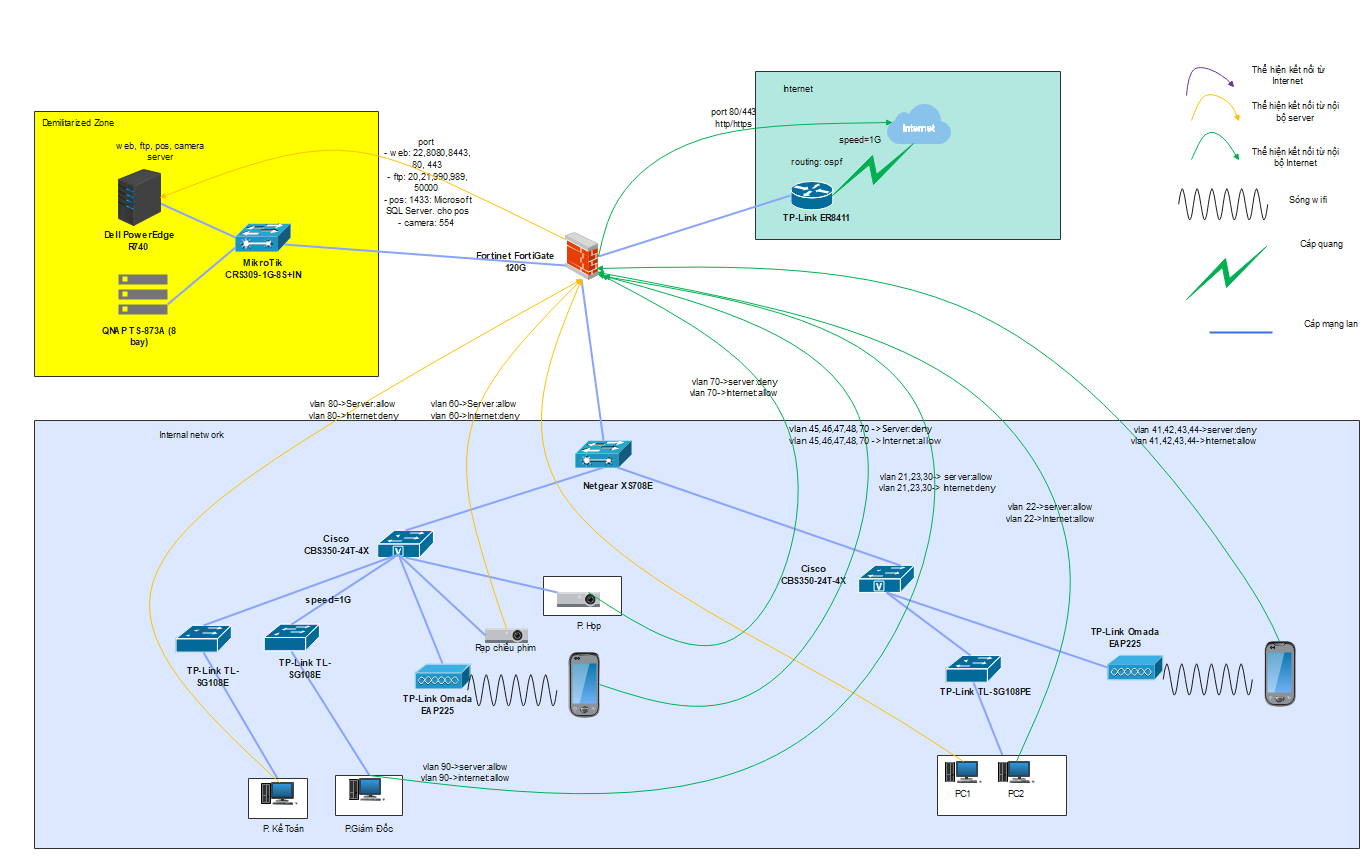 Demilitarized Zone
web, ftp, pos, camera
server
Dell PowerEdge
R740
MikroTik
CRS309-1G-8S+IN
QNAP TS-873A (8
bay)
port
- web: 22,8080,8443,
80, 443
- ftp: 20,21,990,989,
50000
- pos: 1433: Microsoft
SQL Server. cho pos
- camera: 554
Fortinet FortiGate
120G
port 80/443
http/https
Internet
Internet
speed=1G
routing: ospf
TP-Link ER8411
Thể hiện kết nối từ
Internet
Thể hiện kết nối từ nội
bộ server
Thể hiện kết nối từ nội
bộ Internet
Sóng wifi
Cáp quang
Cáp mạng lan
vlan 80->Server:allow
vlan 80->Internet:deny
vlan 60->Server:allow
vlan 60->Internet:deny
vlan 70->server:deny
vlan 70->Internet:allow
vlan 45,46,47,48,70 ->Server:deny
vlan 45,46,47,48,70 -> Internet:allow
vlan 41,42,43,44->server:deny
vlan 41,42,43,44->Internet:allow
vlan 21,23,30-> server:allow
vlan 21,23,30-> Internet:deny
vlan 22->server:allow
vlan 22->Internet:allow
Internal network
Netgear XS708E
Cisco
CBS350-24T-4X
Cisco
CBS350-24T-4X
speed=1G
P. Họp
Rạp chiếu phim
TP-Link TL-
SG108E
TP-Link TL-
SG108E
TP-Link Omada
EAP225
TP-Link Omada
EAP225
TP-Link TL-SG108PE
vlan 90->server:allow
vlan 90->internet:allow
P. Kế Toán
P.Giám Đốc
PC1
PC2